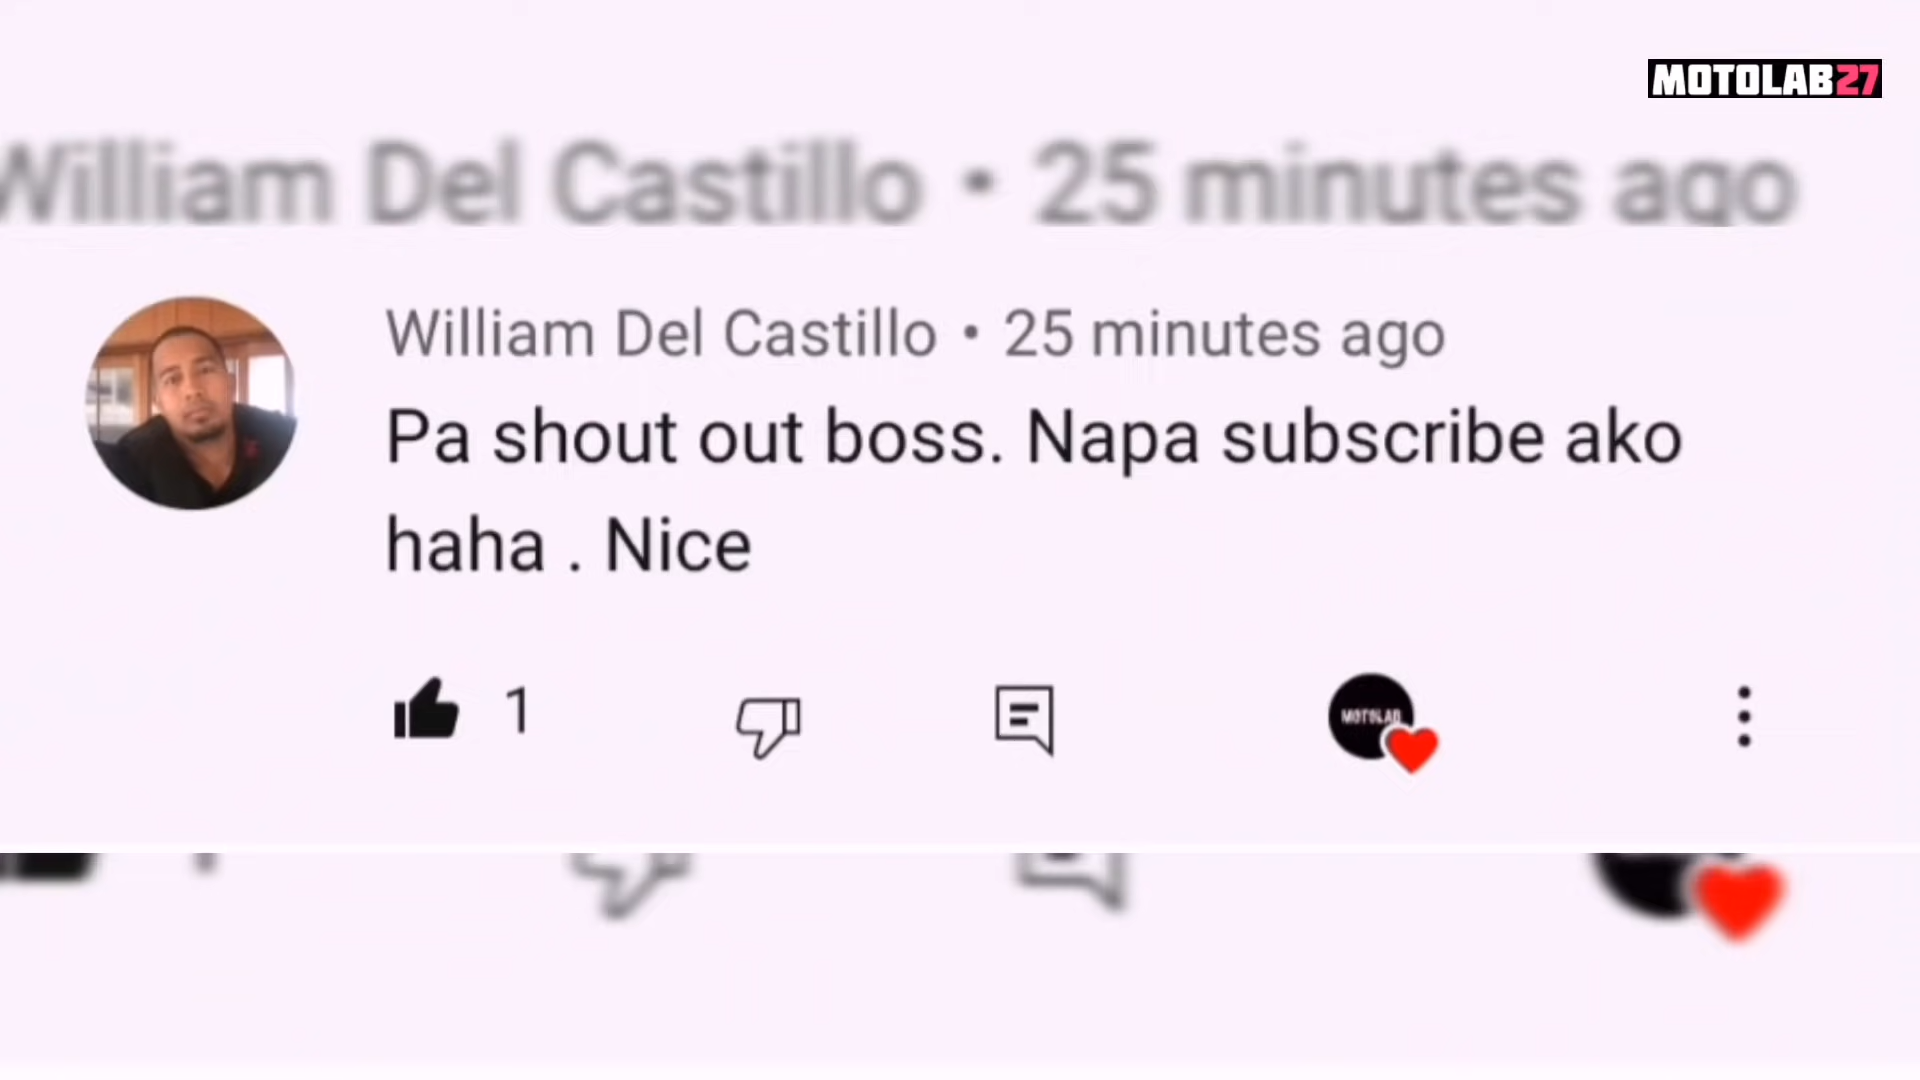 MOTOLAB27
William Del Castillo • 25 minutes ago
William Del Castillo • 25 minutes ago
Pa shout out boss. Napa subscribe ako
haha . Nice
1
MOTOLAB